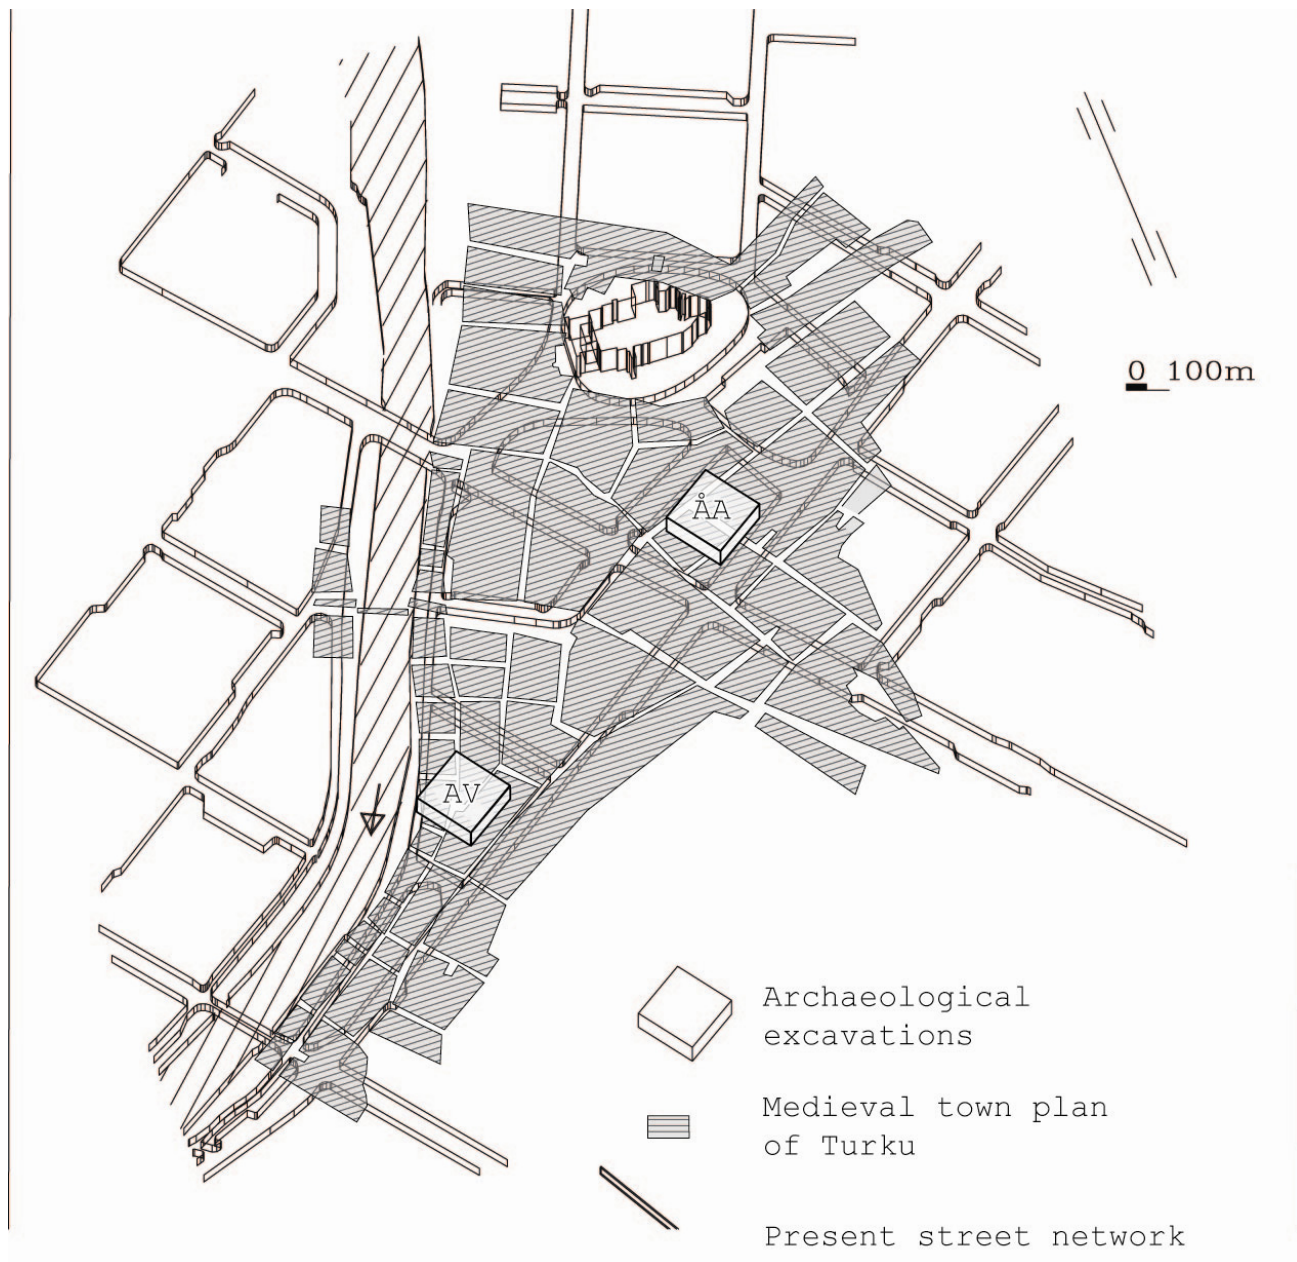 0 100m
ÅA
AV
Archaeological
excavations
Medieval town plan
of Turku
Present street network